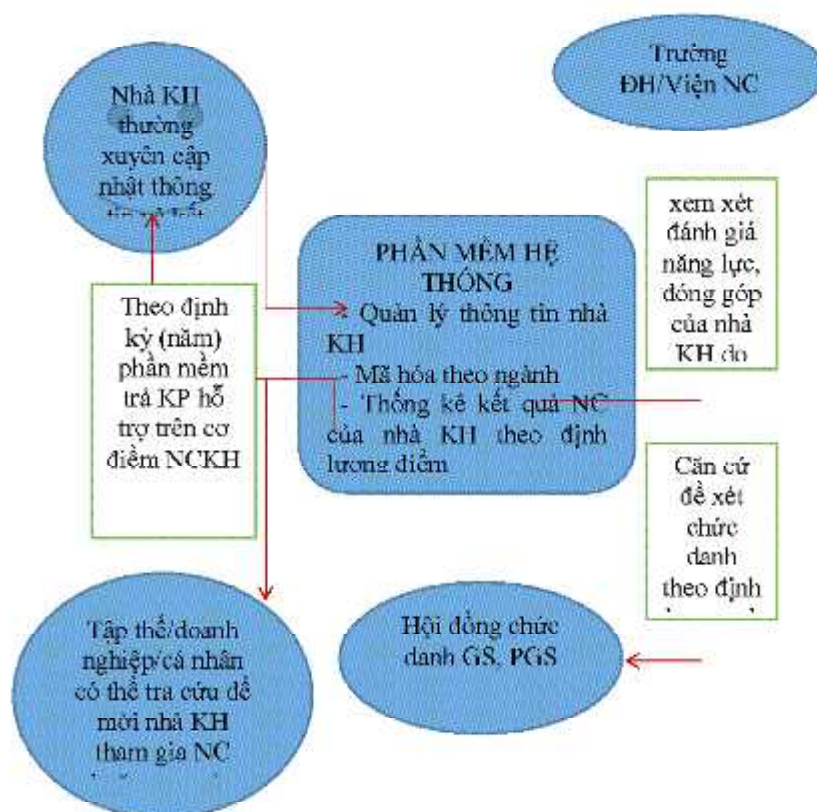 Nhà KH
thường
xuyên cập
nhật thông
Trường
ĐH/Viện NC
PHẦN MỀM HỆ
THỐNG
- Quản lý thông tin nhà
KH
- Mã hóa theo ngành
- Thống kê kết quả NC
của nhà KH theo định
lượng điểm
xem xét
đánh giá
năng lực,
đóng góp
của nhà
KH do
Theo định
kỳ (năm)
phần mềm
trả KP hỗ
trợ trên cơ
điểm NCKH
Căn cứ
để xét
chức
danh
theo định
Tập thể/doanh
nghiệp/cá nhân
có thể tra cứu để
mời nhà KH
tham gia NC
Hội đồng chức
danh GS, PGS